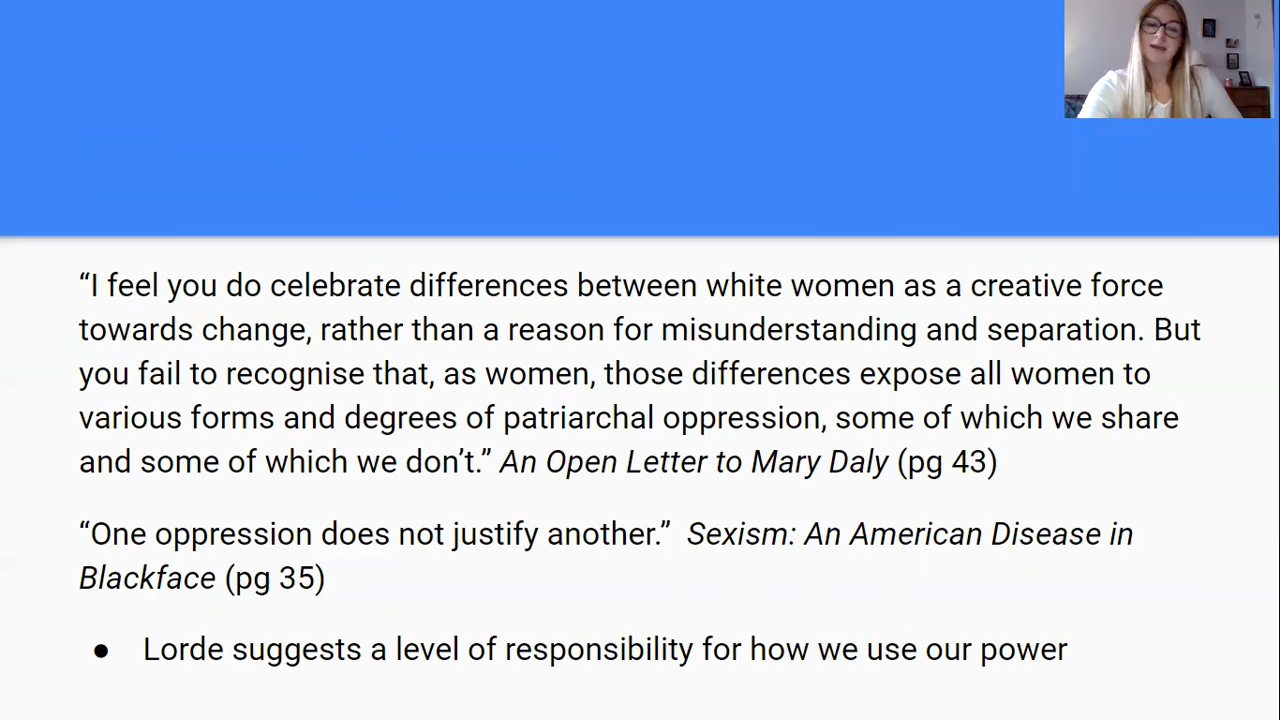 “I feel you do celebrate differences between white women as a creative force
towards change, rather than a reason for misunderstanding and separation. But
you fail to recognise that, as women, those differences expose all women to
various forms and degrees of patriarchal oppression, some of which we share
and some of which we don’t.” An Open Letter to Mary Daly (pg 43)
“One oppression does not justify another.”  Sexism: An American Disease in
Blackface (pg 35)
● Lorde suggests a level of responsibility for how we use our power